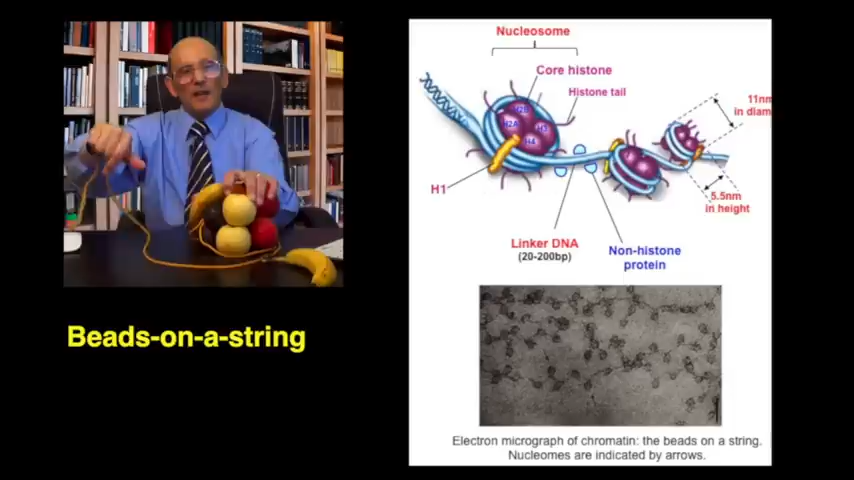 Beads-on-a-string
Nucleosome
Core histone
Histone tail
H2B
H2A
H3
H4
11nm
in diam
H1
5.5nm
in height
Linker DNA
(20-200bp)
Non-histone
protein
Electron micrograph of chromatin: the beads on a string.
Nucleomes are indicated by arrows.